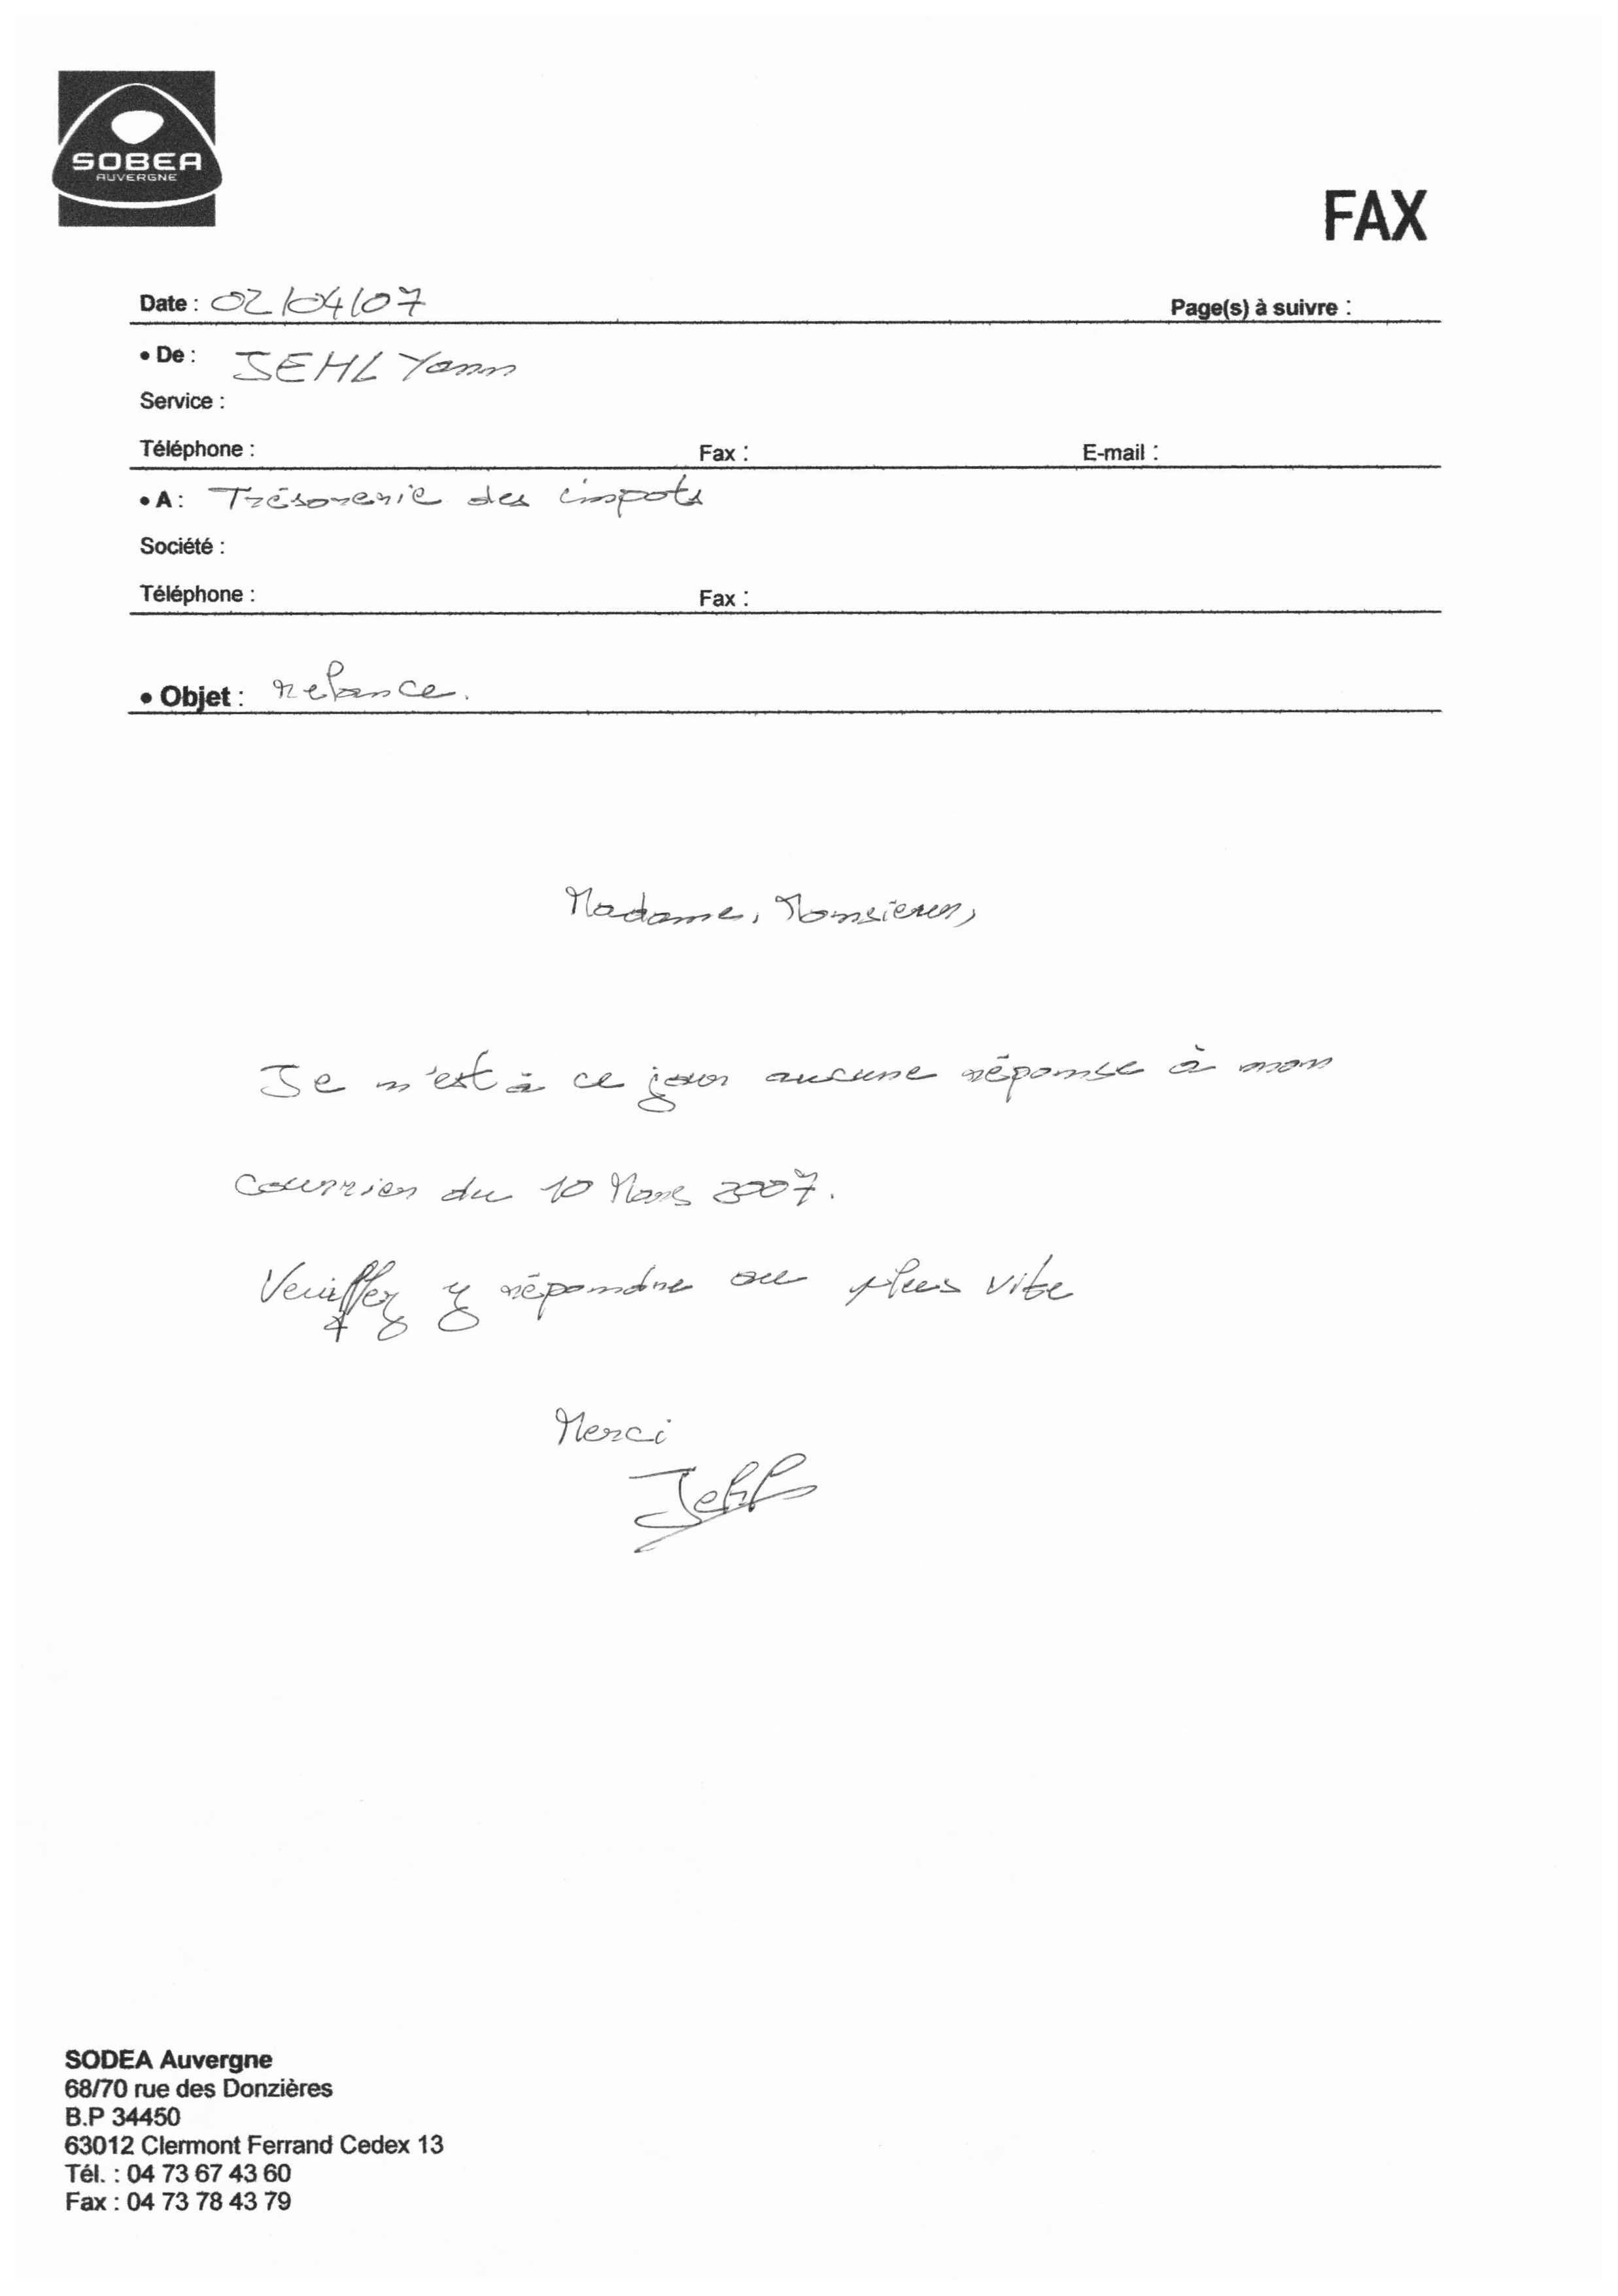 SOBEA
AUVERGNE
FAX
Date : 02/04/07 Page(s) à suivre :
• De : JEHL Yann
Service :
Téléphone : Fax : E-mail :
• A : Trésorerie des impots
Société :
Téléphone : Fax :
• Objet : relance.
Madame, Monsieur,
Je n'est à ce jour aucune réponse à mon
courrier du 10 Mars 2007.
Veuillez y répondre au plus vite
Merci
Jehl
SODEA Auvergne
68/70 rue des Donzières
B.P 34450
63012 Clermont Ferrand Cedex 13
Tél. : 04 73 67 43 60
Fax : 04 73 78 43 79